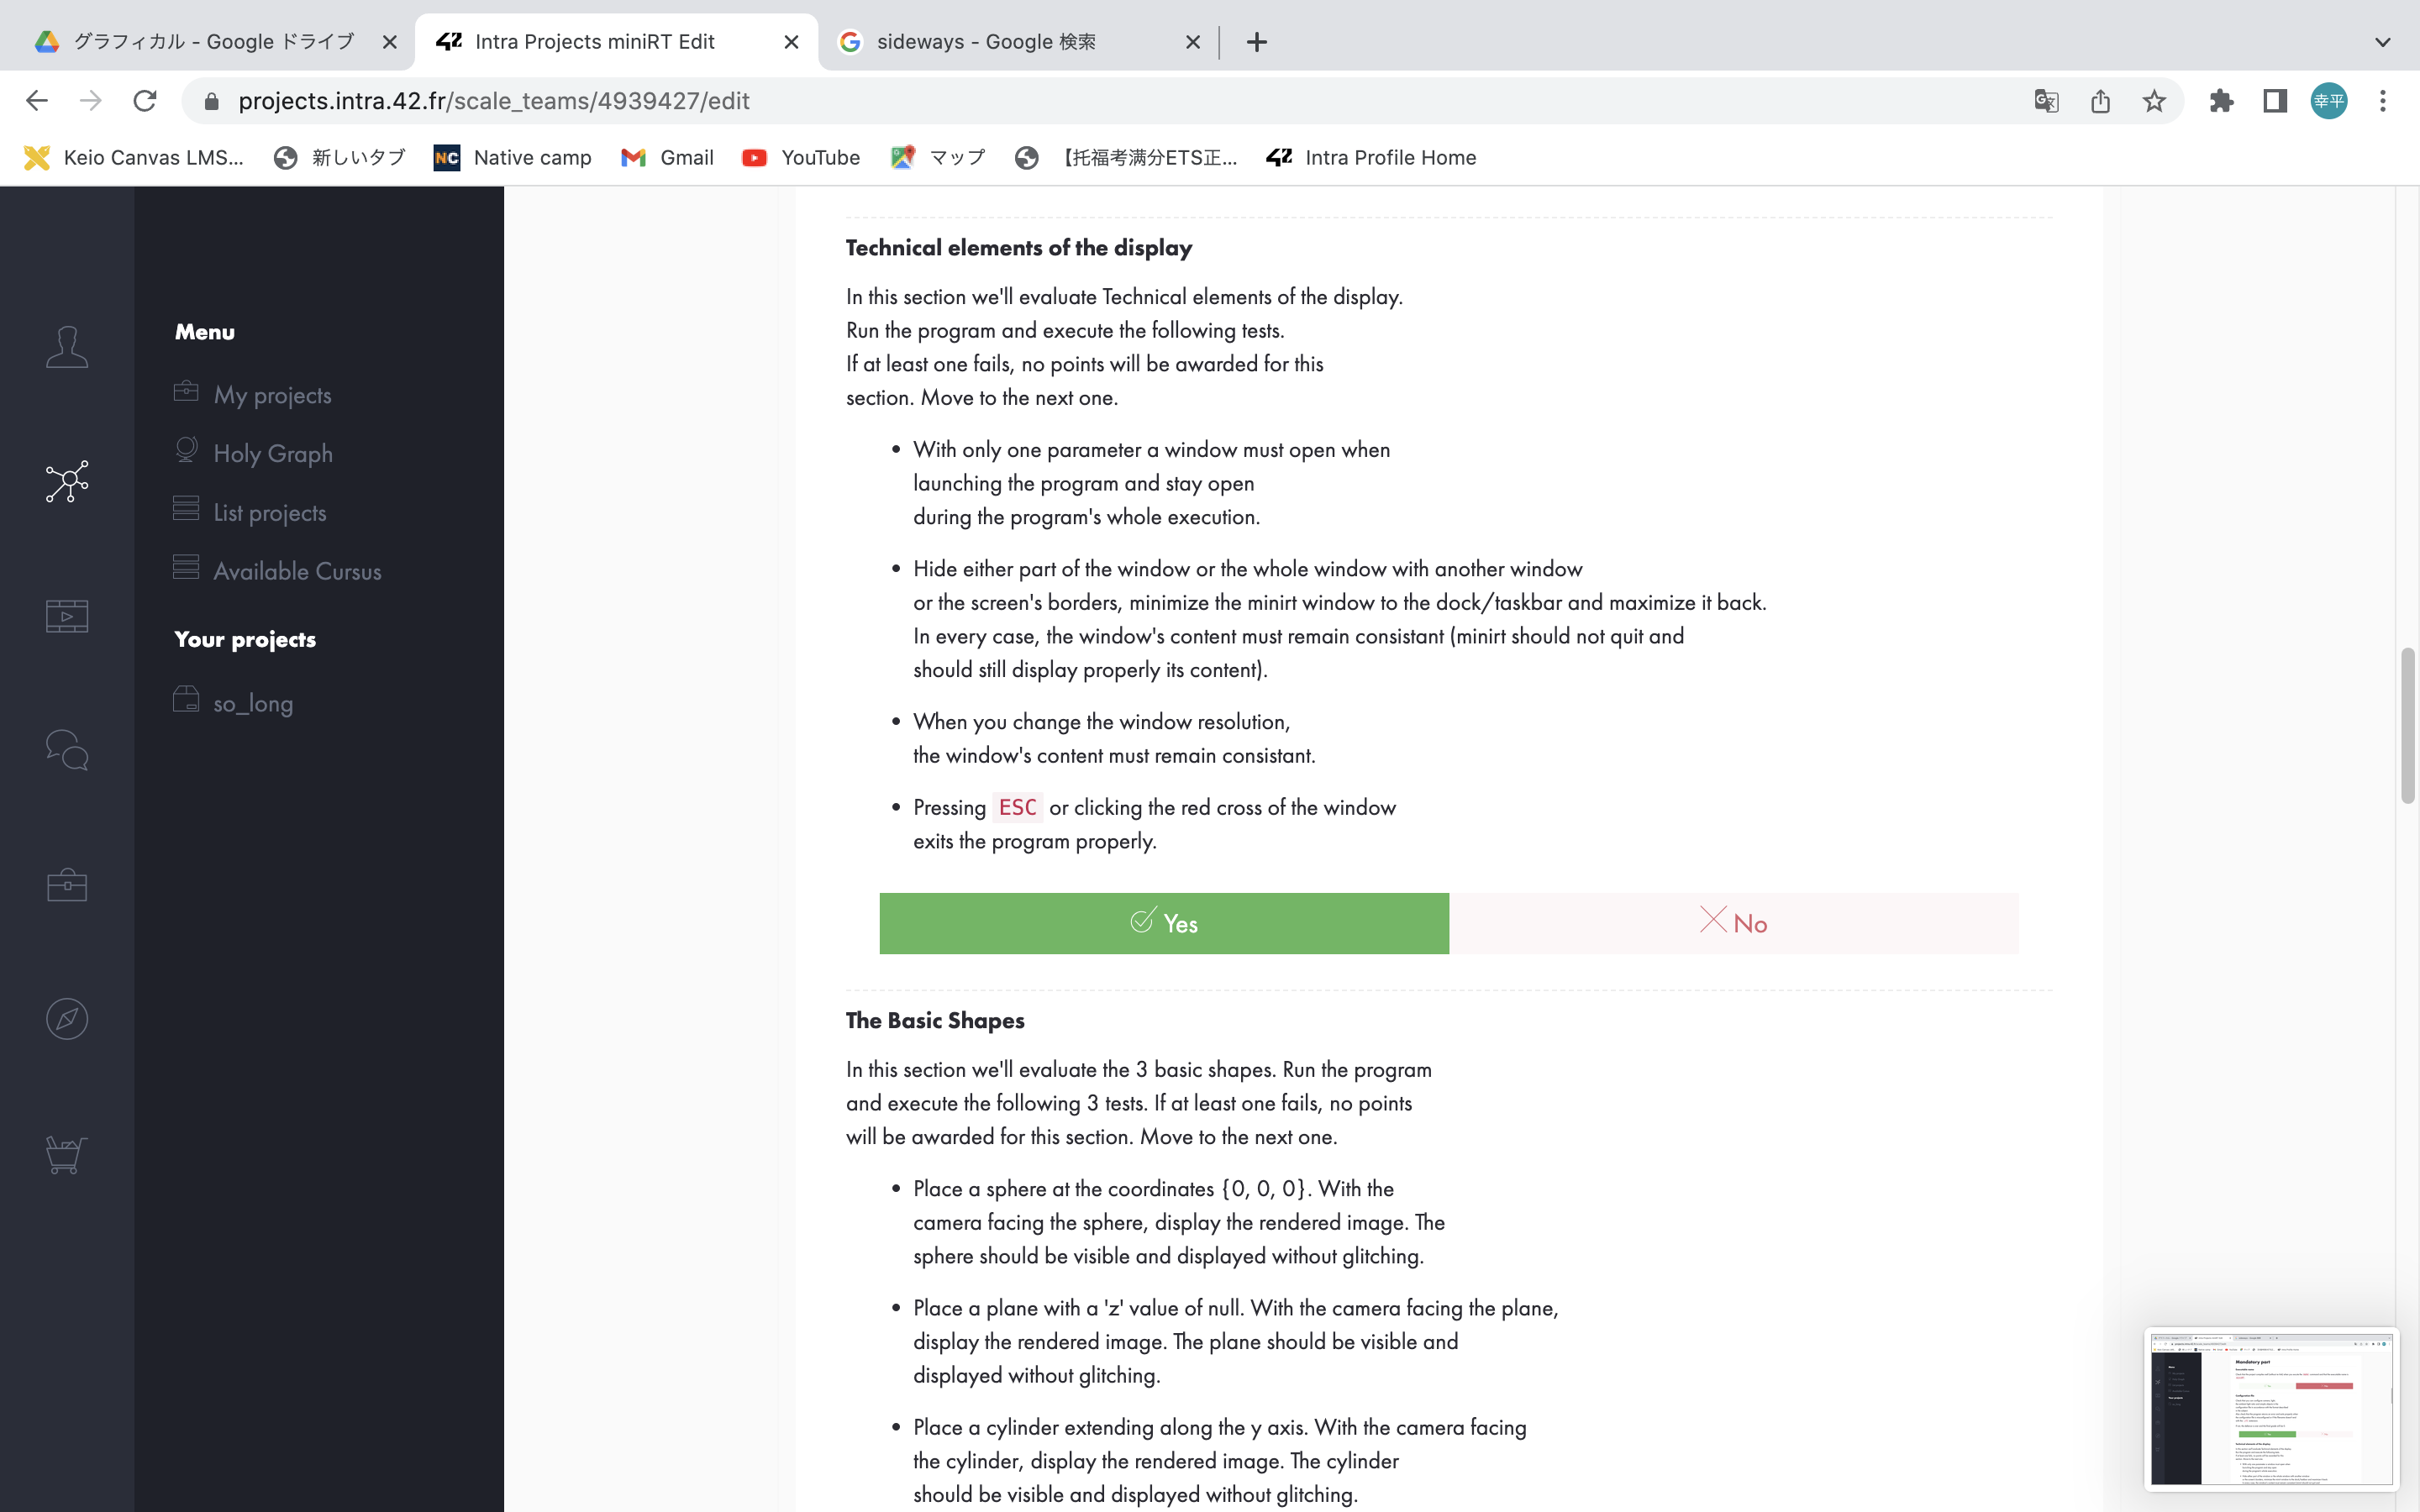 グラフィカル - Google ドライブ
Intra Projects miniRT Edit
sideways - Google 検索
projects.intra.42.fr/scale_teams/4939427/edit
幸平
Keio Canvas LMS...
新しいタブ
NC Native camp
Gmail
YouTube
マップ
【托福考满分ETS正...
42 Intra Profile Home
Menu
My projects
Holy Graph
List projects
Available Cursus
Your projects
so_long
Technical elements of the display
In this section we'll evaluate Technical elements of the display.
Run the program and execute the following tests.
If at least one fails, no points will be awarded for this
section. Move to the next one.
• With only one parameter a window must open when
launching the program and stay open
during the program's whole execution.
• Hide either part of the window or the whole window with another window
or the screen's borders, minimize the minirt window to the dock/taskbar and maximize it back.
In every case, the window's content must remain consistant (minirt should not quit and
should still display properly its content).
• When you change the window resolution,
the window's content must remain consistant.
• Pressing ESC or clicking the red cross of the window
exits the program properly.
Yes
No
The Basic Shapes
In this section we'll evaluate the 3 basic shapes. Run the program
and execute the following 3 tests. If at least one fails, no points
will be awarded for this section. Move to the next one.
• Place a sphere at the coordinates {0, 0, 0}. With the
camera facing the sphere, display the rendered image. The
sphere should be visible and displayed without glitching.
• Place a plane with a 'z' value of null. With the camera facing the plane,
display the rendered image. The plane should be visible and
displayed without glitching.
• Place a cylinder extending along the y axis. With the camera facing
the cylinder, display the rendered image. The cylinder
should be visible and displayed without glitching.
Mandatory part